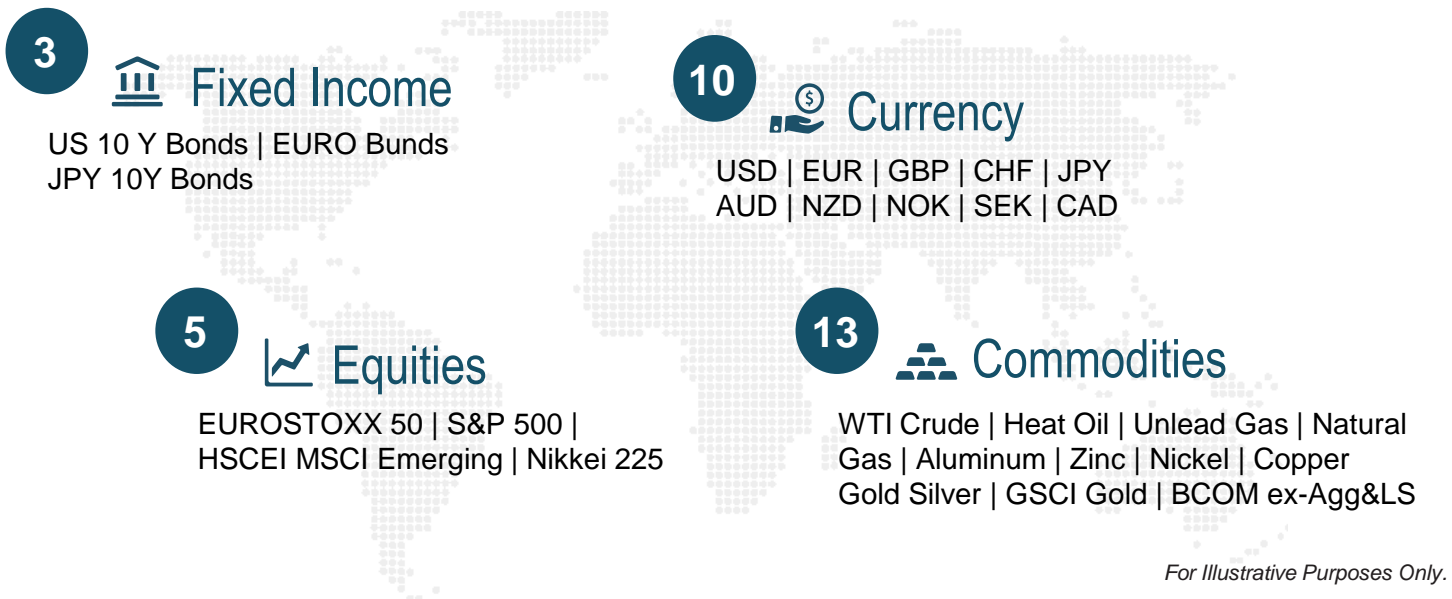 3
Fixed Income
US 10 Y Bonds | EURO Bunds
JPY 10Y Bonds
10
$
Currency
USD | EUR | GBP | CHF | JPY
AUD | NZD | NOK | SEK | CAD
5
Equities
EUROSTOXX 50 | S&P 500 |
HSCEI MSCI Emerging | Nikkei 225
13
Commodities
WTI Crude | Heat Oil | Unlead Gas | Natural
Gas | Aluminum | Zinc | Nickel | Copper
Gold Silver | GSCI Gold | BCOM ex-Agg&LS
For Illustrative Purposes Only.